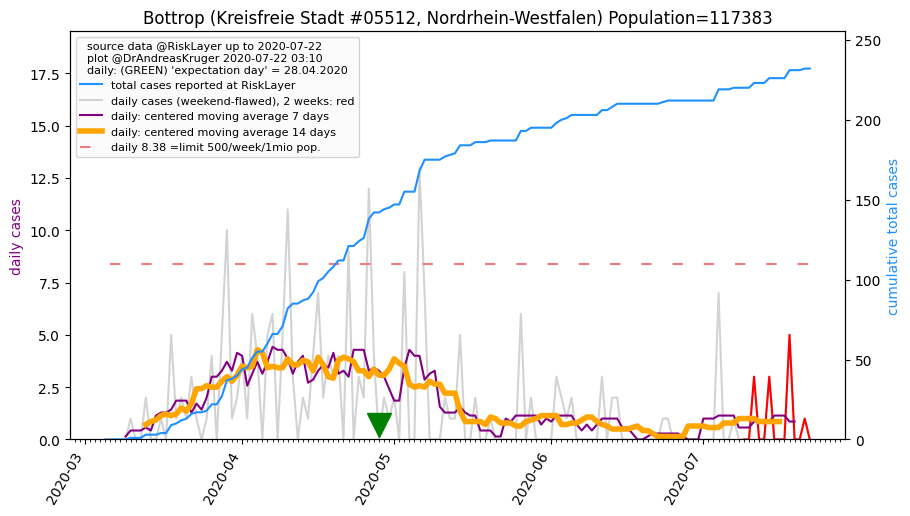 Bottrop (Kreisfreie Stadt #05512, Nordrhein-Westfalen) Population=117383
source data @RiskLayer up to 2020-07-22
plot @DrAndreasKruger 2020-07-22 03:10
daily: (GREEN) 'expectation day' = 28.04.2020
total cases reported at RiskLayer
daily cases (weekend-flawed), 2 weeks: red
daily: centered moving average 7 days
daily: centered moving average 14 days
daily 8.38 =limit 500/week/1mio pop.
daily cases
17.5
15.0
12.5
10.0
7.5
5.0
2.5
0.0
250
200
150
100
50
0
cumulative total cases
2020-03
2020-04
2020-05
2020-06
2020-07